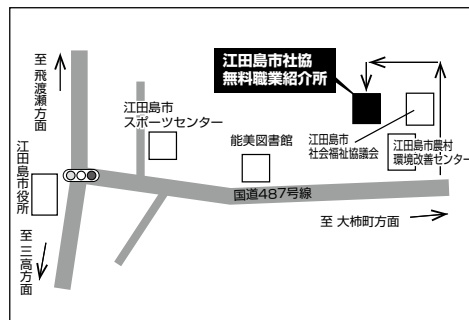 至 飛渡瀬方面
江田島市役所
至 三高方面
江田島市
スポーツセンター
能美図書館
国道487号線
江田島市社協
無料職業紹介所
江田島市
社会福祉協議会
江田島市農村
環境改善センター
至 大柿町方面